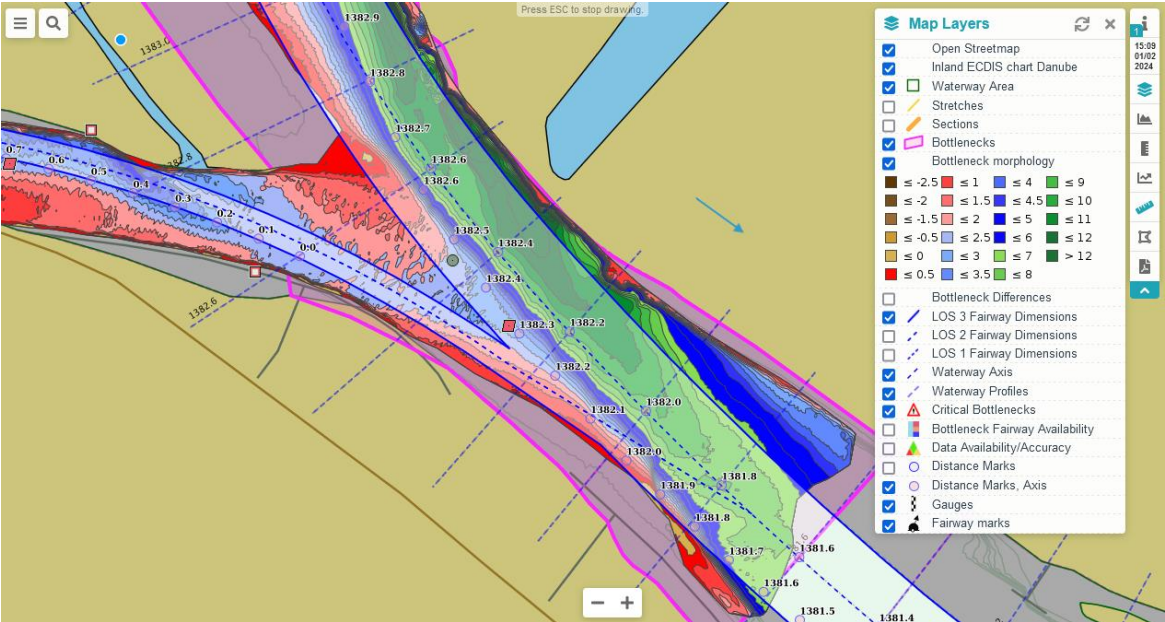 Press ESC to stop drawing.
1382.9
1383.0
1382.8
1382.7
1382.6
1382.6
1382.8
0.7
0.6
0.5
0.4
0.3
0.2
0.1
0.0
1382.5
1382.4
1382.4
1382.6
1382.3
1382.2
1382.2
1382.1
1382.0
1382.0
1381.9
1381.8
1381.8
1381.7
1381.6
1381.6
1381.5
1381.4
Map Layers
Open Streetmap
Inland ECDIS chart Danube
Waterway Area
Stretches
Sections
Bottlenecks
Bottleneck morphology
≤ -2.5 ≤ 1 ≤ 4 ≤ 9
≤ -2 ≤ 1.5 ≤ 4.5 ≤ 10
≤ -1.5 ≤ 2 ≤ 5 ≤ 11
≤ -0.5 ≤ 2.5 ≤ 6 ≤ 12
≤ 0 ≤ 3 ≤ 7 > 12
≤ 0.5 ≤ 3.5 ≤ 8
Bottleneck Differences
LOS 3 Fairway Dimensions
LOS 2 Fairway Dimensions
LOS 1 Fairway Dimensions
Waterway Axis
Waterway Profiles
Critical Bottlenecks
Bottleneck Fairway Availability
Data Availability/Accuracy
Distance Marks
Distance Marks, Axis
Gauges
Fairway marks
1
15:09
01/02
2024